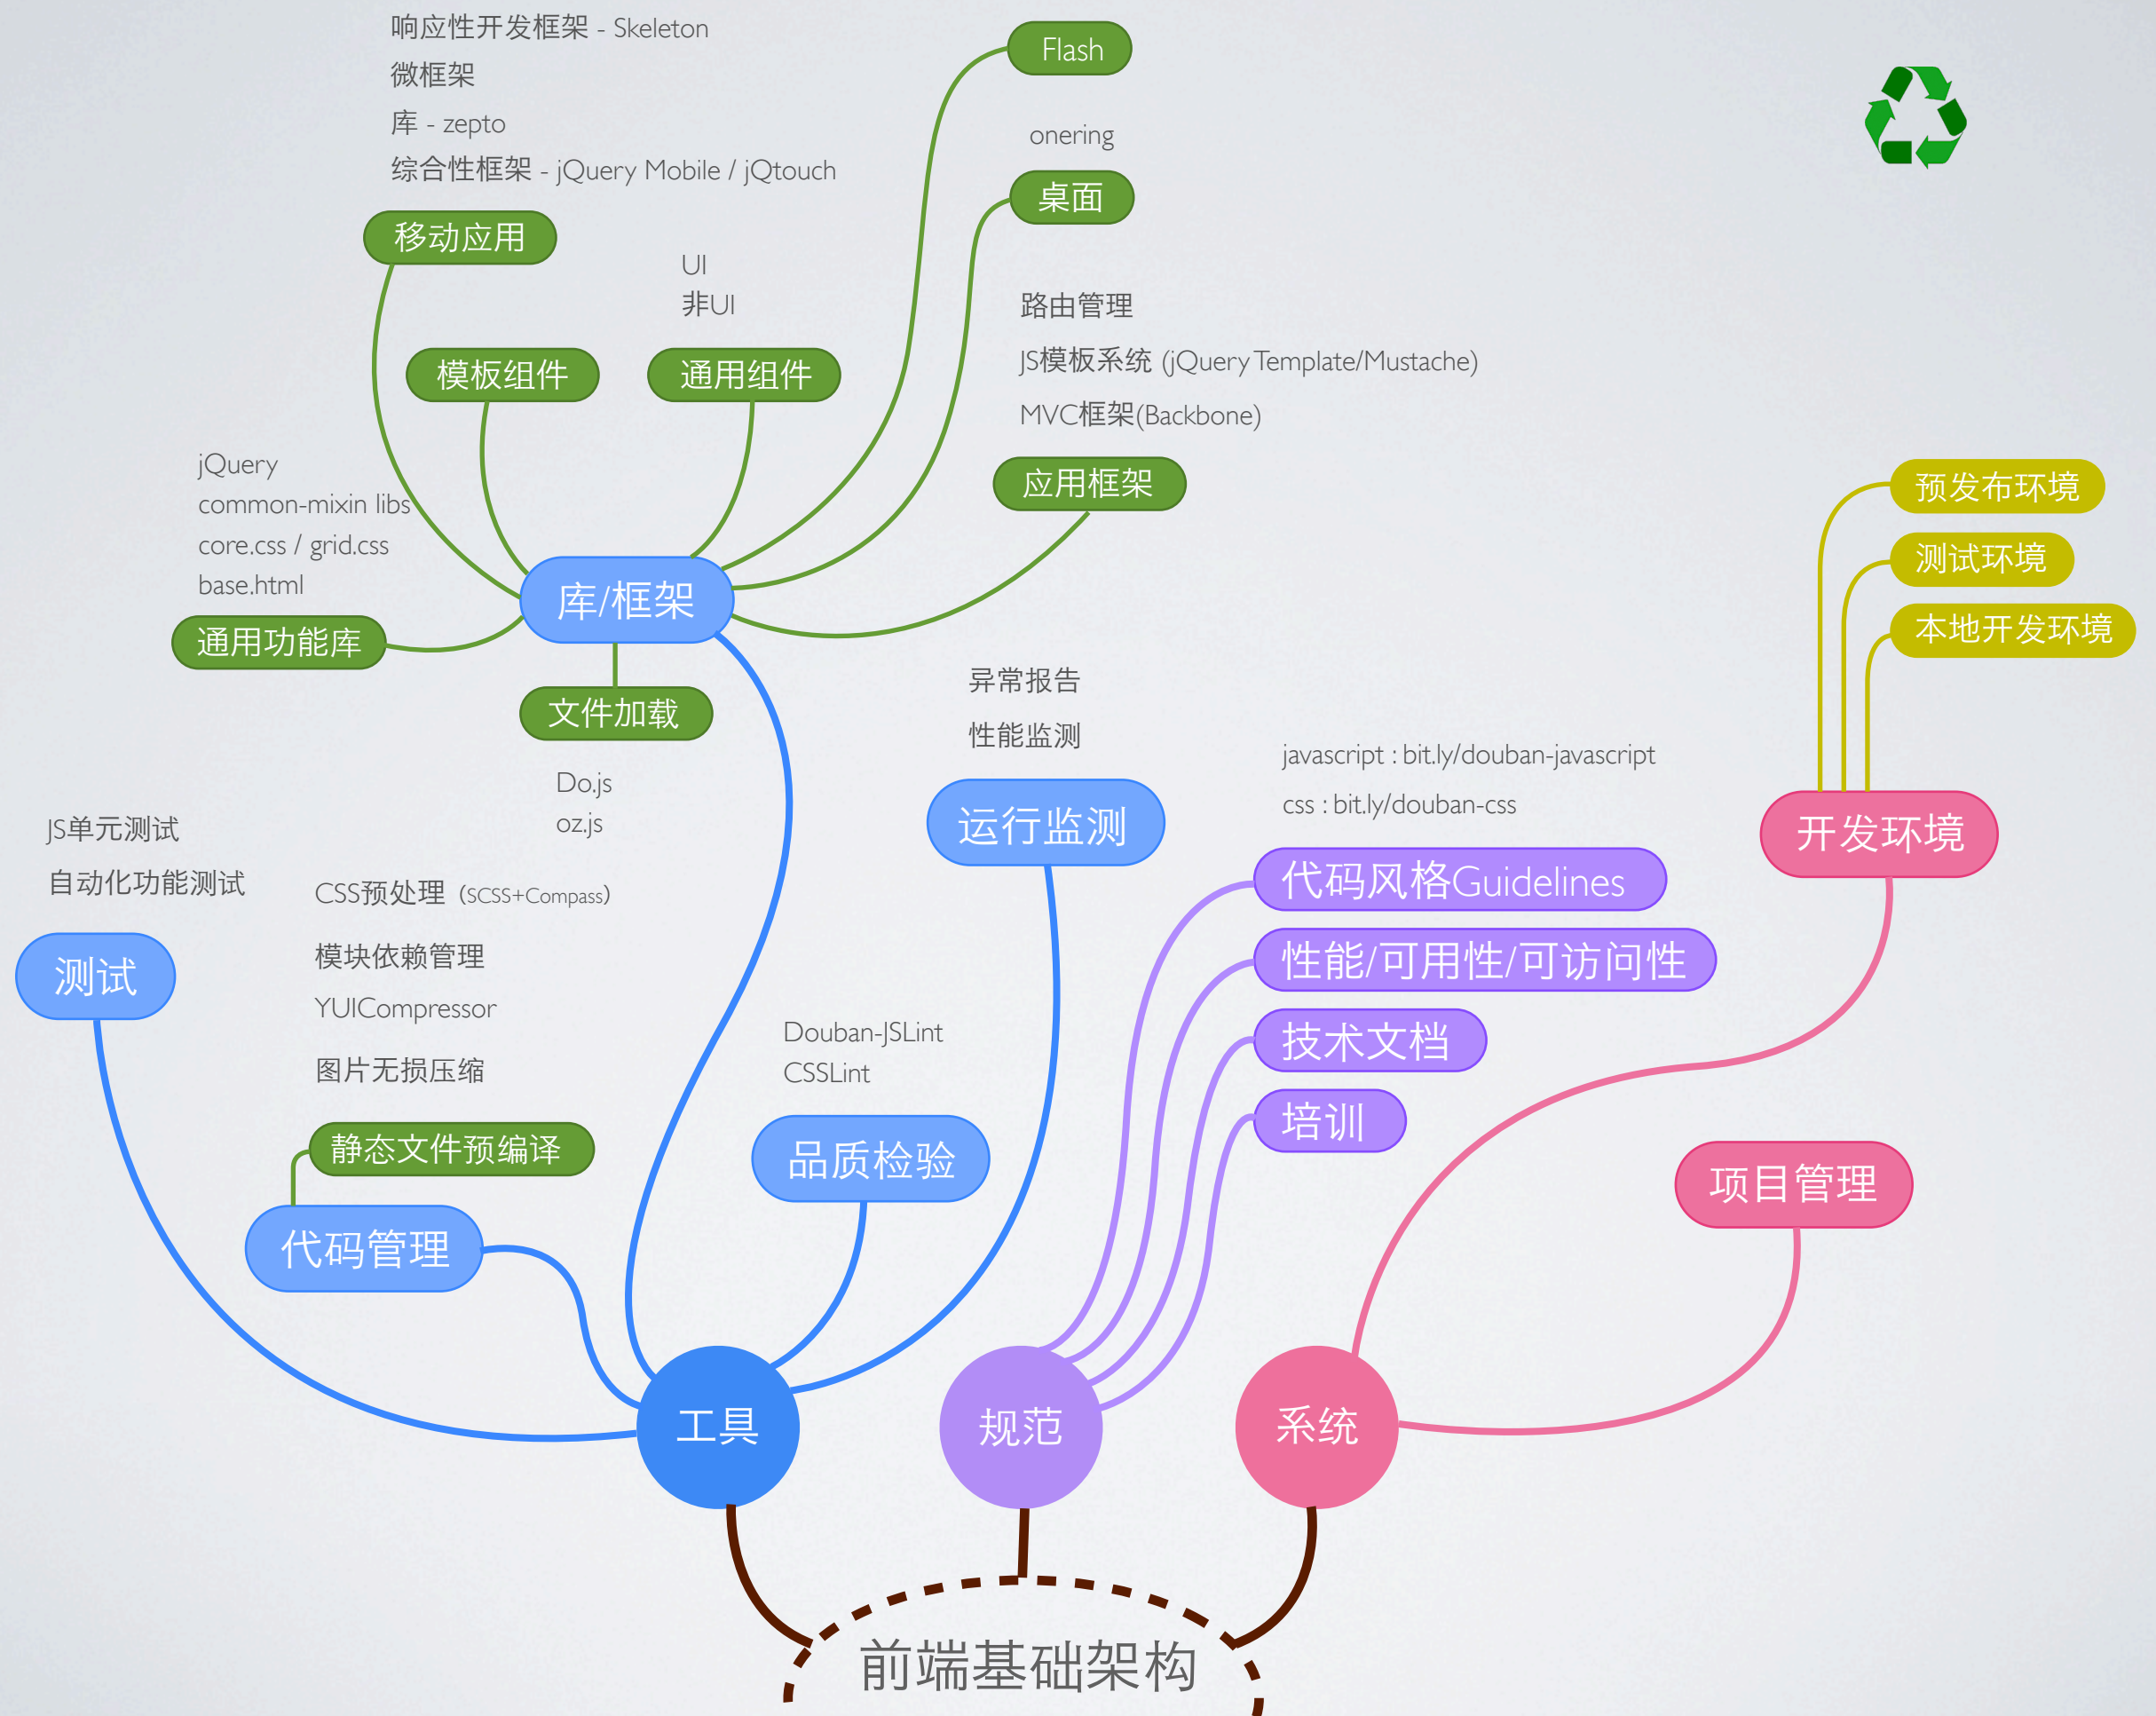 响应性开发框架 - Skeleton
微框架
库 - zepto
综合性框架 - jQuery Mobile / jQtouch
移动应用
Flash
onering
桌面
UI
非UI
模板组件
通用组件
路由管理
JS模板系统 (jQuery Template/Mustache)
MVC框架(Backbone)
应用框架
jQuery
common-mixin libs
core.css / grid.css
base.html
通用功能库
库/框架
文件加载
Do.js
oz.js
预发布环境
测试环境
本地开发环境
异常报告
性能监测
运行监测
javascript : bit.ly/douban-javascript
css : bit.ly/douban-css
代码风格Guidelines
性能/可用性/可访问性
技术文档
培训
开发环境
项目管理
JS单元测试
自动化功能测试
测试
CSS预处理（SCSS+Compass）
模块依赖管理
YUICompressor
图片无损压缩
静态文件预编译
代码管理
Douban-JSLint
CSSLint
品质检验
工具
规范
系统
前端基础架构